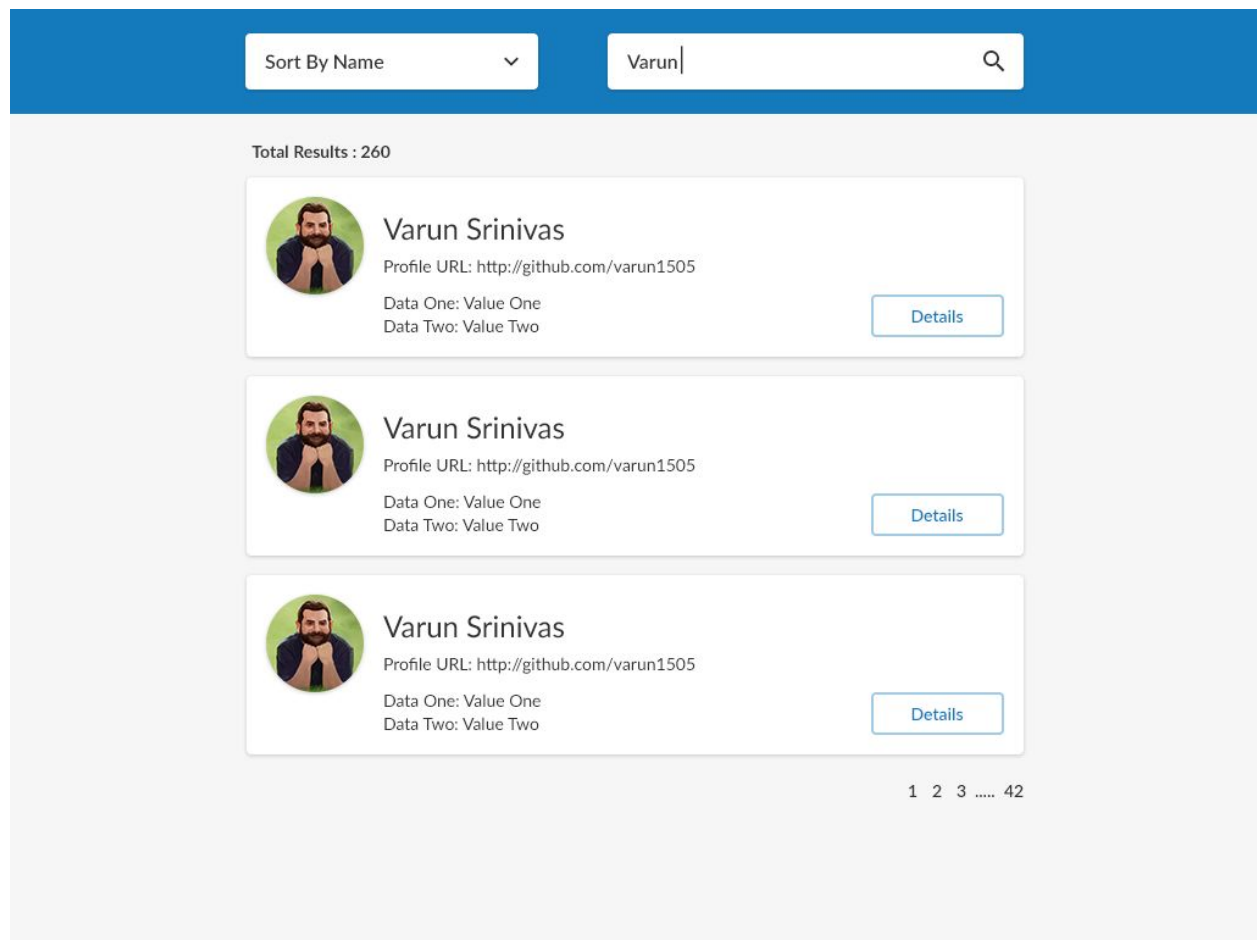 Sort By Name
Varun
Total Results : 260
Varun Srinivas
Profile URL: http://github.com/varun1505
Data One: Value One
Data Two: Value Two
Details
Varun Srinivas
Profile URL: http://github.com/varun1505
Data One: Value One
Data Two: Value Two
Details
Varun Srinivas
Profile URL: http://github.com/varun1505
Data One: Value One
Data Two: Value Two
Details
1 2 3 ..... 42